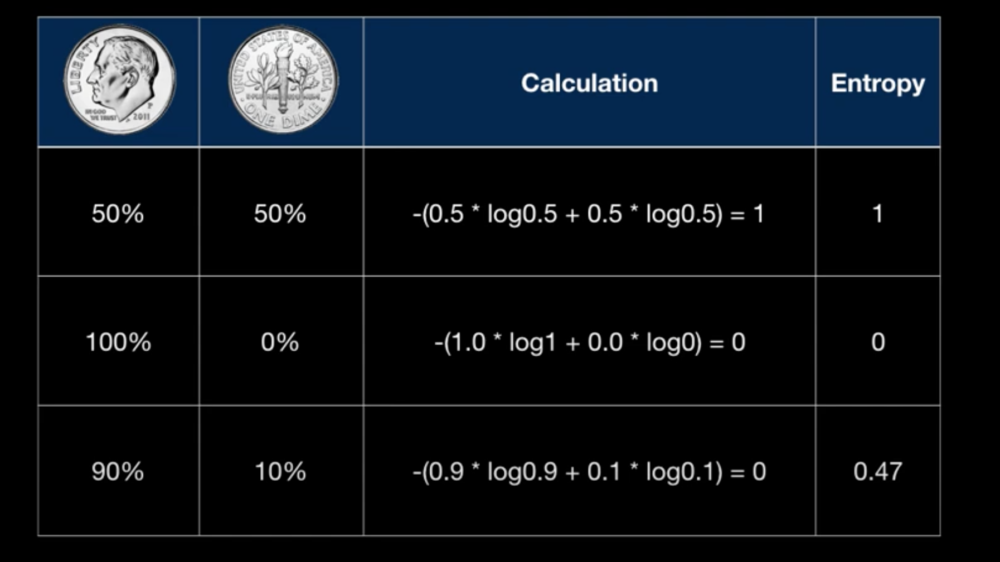 LIBERTY
IN GOD
WE TRUST
P
2011
UNITED STATES OF AMERICA
ONE DIME
Calculation
Entropy
50%
50%
-(0.5 * log0.5 + 0.5 * log0.5) = 1
1
100%
0%
-(1.0 * log1 + 0.0 * log0) = 0
0
90%
10%
-(0.9 * log0.9 + 0.1 * log0.1) = 0
0.47